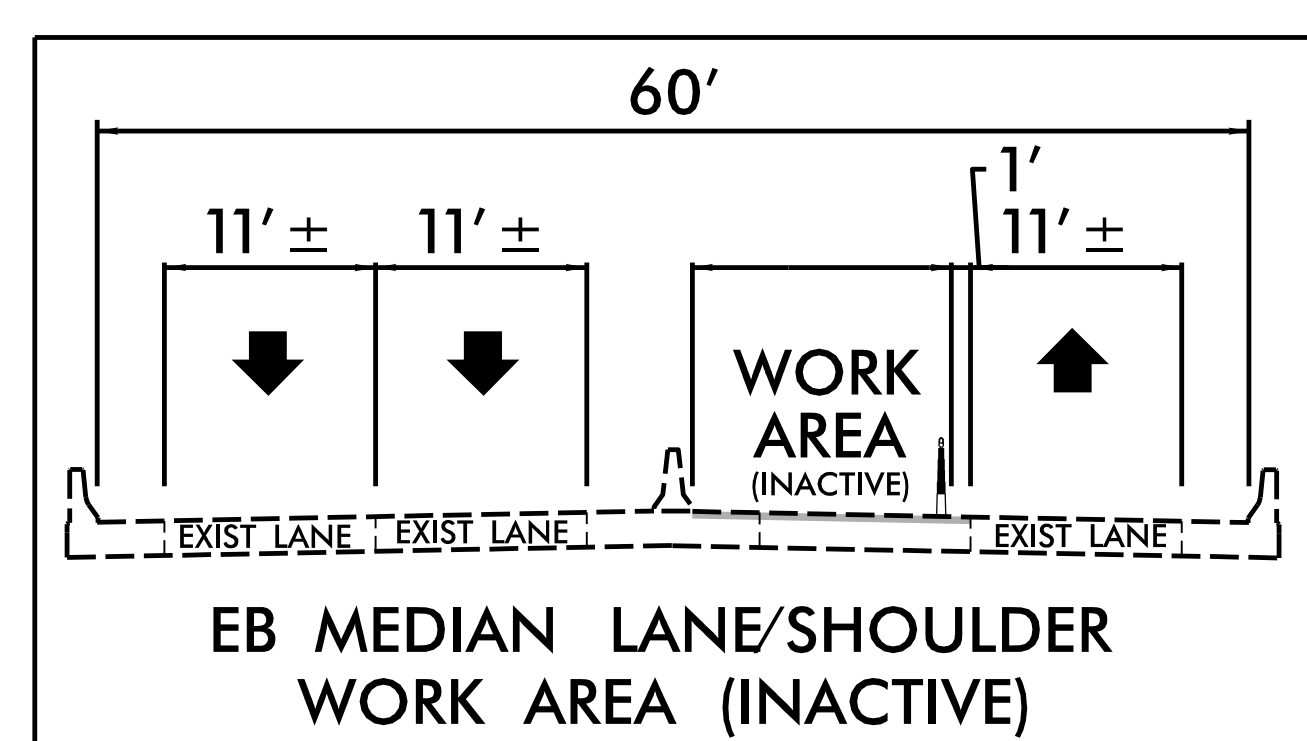 60'
1'
11' ± 11' ± 11' ±
WORK
AREA
(INACTIVE)
EXIST LANE EXIST LANE EXIST LANE
EB MEDIAN LANE/SHOULDER
WORK AREA (INACTIVE)